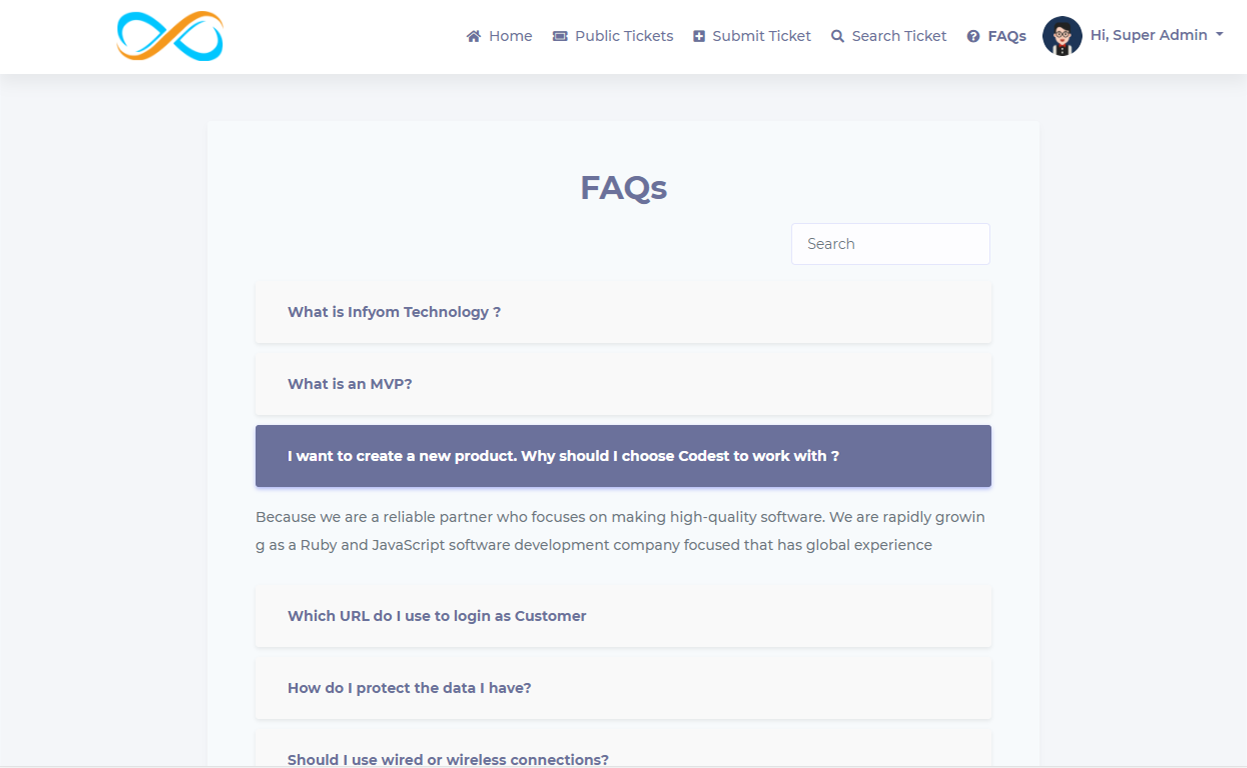 Home Public Tickets Submit Ticket Search Ticket FAQs Hi, Super Admin
FAQs
Search
What is Infyom Technology ?
What is an MVP?
I want to create a new product. Why should I choose Codest to work with ?
Because we are a reliable partner who focuses on making high-quality software. We are rapidly growin
g as a Ruby and JavaScript software development company focused that has global experience
Which URL do I use to login as Customer
How do I protect the data I have?
Should I use wired or wireless connections?